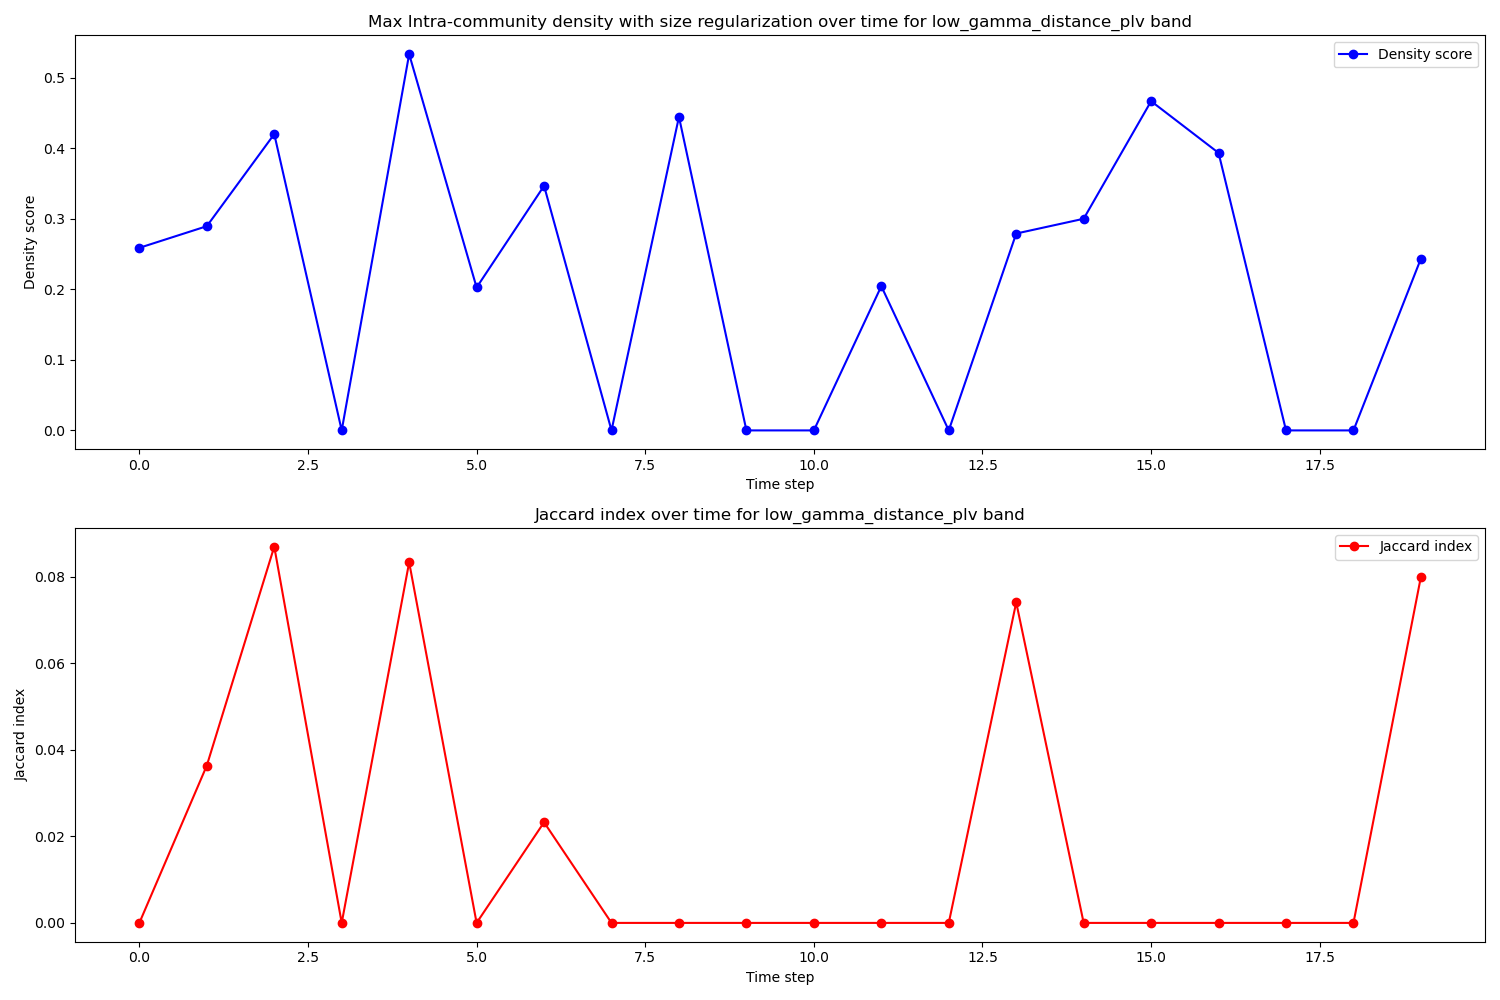 Max Intra-community density with size regularization over time for low_gamma_distance_plv band
Density score
Density score
0.5
0.4
0.3
0.2
0.1
0.0
0.0 2.5 5.0 7.5 10.0 12.5 15.0 17.5
Time step
Jaccard index over time for low_gamma_distance_plv band
Jaccard index
Jaccard index
0.08
0.06
0.04
0.02
0.00
0.0 2.5 5.0 7.5 10.0 12.5 15.0 17.5
Time step